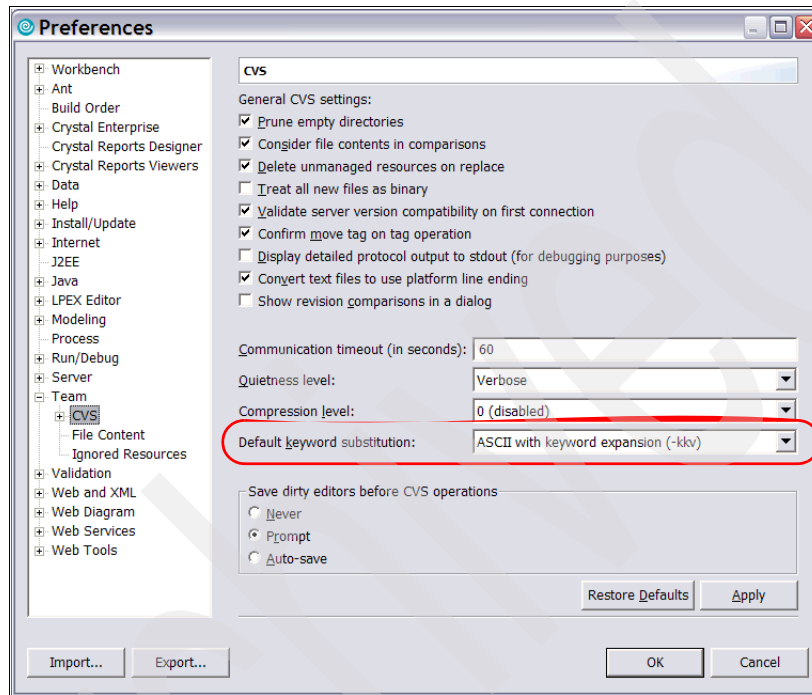 Preferences
Workbench
Ant
Build Order
Crystal Enterprise
Crystal Reports Designer
Crystal Reports Viewers
Data
Help
Install/Update
Internet
J2EE
Java
LPEX Editor
Modeling
Process
Run/Debug
Server
Team
CVS
File Content
Ignored Resources
Validation
Web and XML
Web Diagram
Web Services
Web Tools
CVS
General CVS settings:
Prune empty directories
Consider file contents in comparisons
Delete unmanaged resources on replace
Treat all new files as binary
Validate server version compatibility on first connection
Confirm move tag on tag operation
Display detailed protocol output to stdout (for debugging purposes)
Convert text files to use platform line ending
Show revision comparisons in a dialog
Communication timeout (in seconds): 60
Quietness level: Verbose
Compression level: 0 (disabled)
Default keyword substitution: ASCII with keyword expansion (-kkv)
Save dirty editors before CVS operations
Never
Prompt
Auto-save
Restore Defaults Apply
Import... Export... OK Cancel